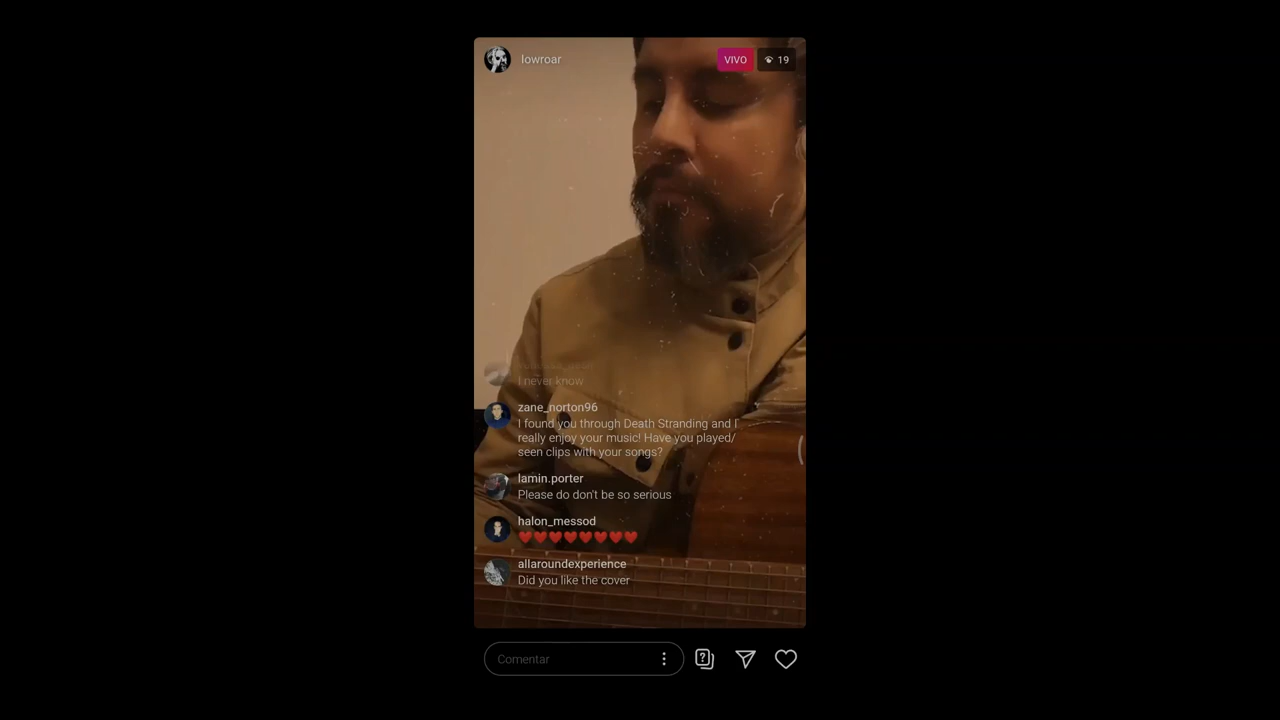 lowroar
VIVO
19
I never know
zane_norton96
I found you through Death Stranding and I
really enjoy your music! Have you played/
seen clips with your songs?
lamin.porter
Please do don't be so serious
halon_messod
❤️❤️❤️❤️❤️❤️❤️❤️
allaroundexperience
Did you like the cover
Comentar